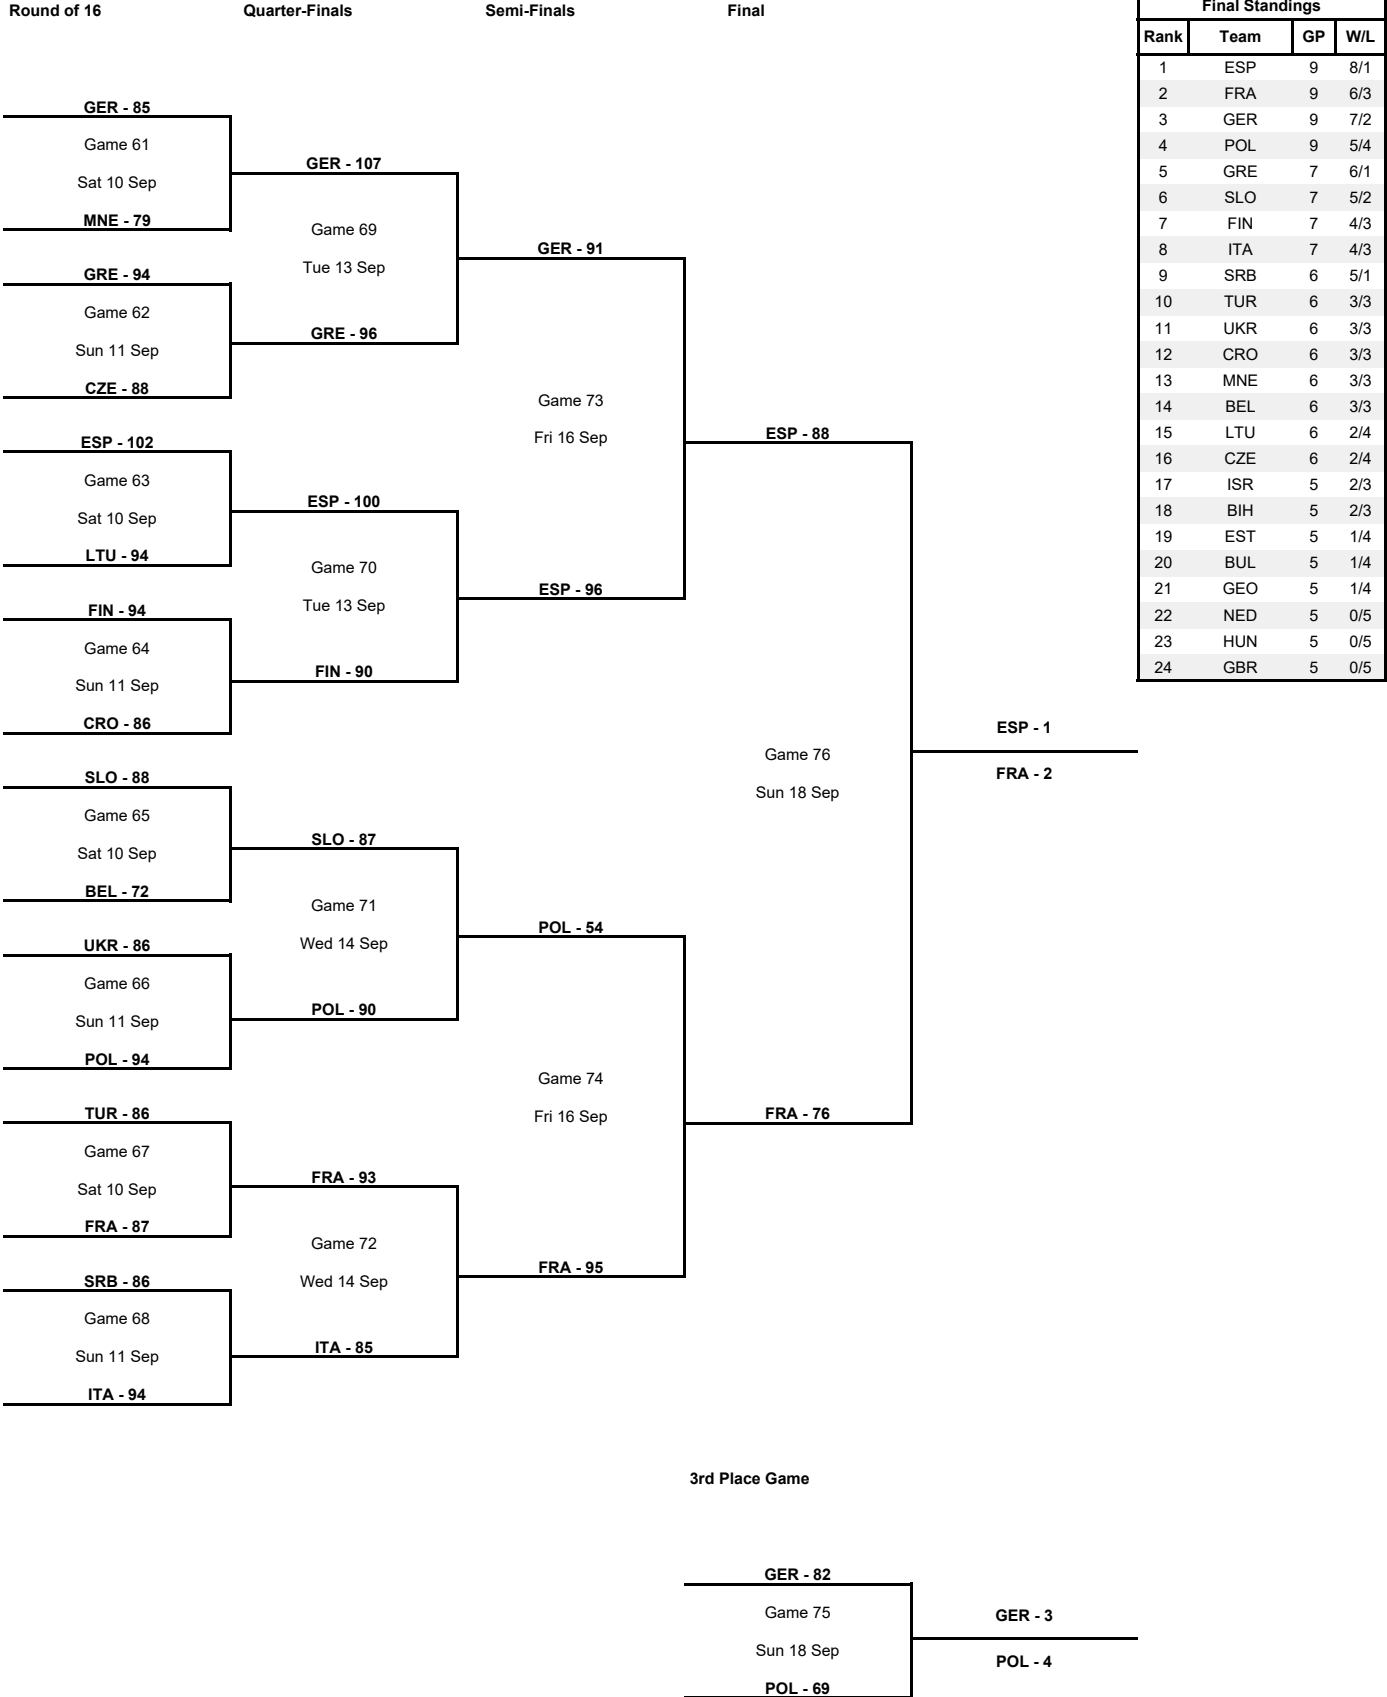 Round of 16
Quarter-Finals
Semi-Finals
Final
GER - 85
Game 61
Sat 10 Sep
MNE - 79
GRE - 94
Game 62
Sun 11 Sep
CZE - 88
ESP - 102
Game 63
Sat 10 Sep
LTU - 94
FIN - 94
Game 64
Sun 11 Sep
CRO - 86
SLO - 88
Game 65
Sat 10 Sep
BEL - 72
UKR - 86
Game 66
Sun 11 Sep
POL - 94
TUR - 86
Game 67
Sat 10 Sep
FRA - 87
SRB - 86
Game 68
Sun 11 Sep
ITA - 94
GER - 107
Game 69
Tue 13 Sep
GRE - 96
ESP - 100
Game 70
Tue 13 Sep
FIN - 90
SLO - 87
Game 71
Wed 14 Sep
POL - 90
FRA - 93
Game 72
Wed 14 Sep
ITA - 85
GER - 91
Game 73
Fri 16 Sep
ESP - 96
POL - 54
Game 74
Fri 16 Sep
FRA - 95
ESP - 88
Game 76
Sun 18 Sep
FRA - 76
ESP - 1
FRA - 2
Final Standings
Rank Team GP W/L
1 ESP 9 8/1
2 FRA 9 6/3
3 GER 9 7/2
4 POL 9 5/4
5 GRE 7 6/1
6 SLO 7 5/2
7 FIN 7 4/3
8 ITA 7 4/3
9 SRB 6 5/1
10 TUR 6 3/3
11 UKR 6 3/3
12 CRO 6 3/3
13 MNE 6 3/3
14 BEL 6 3/3
15 LTU 6 2/4
16 CZE 6 2/4
17 ISR 5 2/3
18 BIH 5 2/3
19 EST 5 1/4
20 BUL 5 1/4
21 GEO 5 1/4
22 NED 5 0/5
23 HUN 5 0/5
24 GBR 5 0/5
3rd Place Game
GER - 82
Game 75
Sun 18 Sep
POL - 69
GER - 3
POL - 4